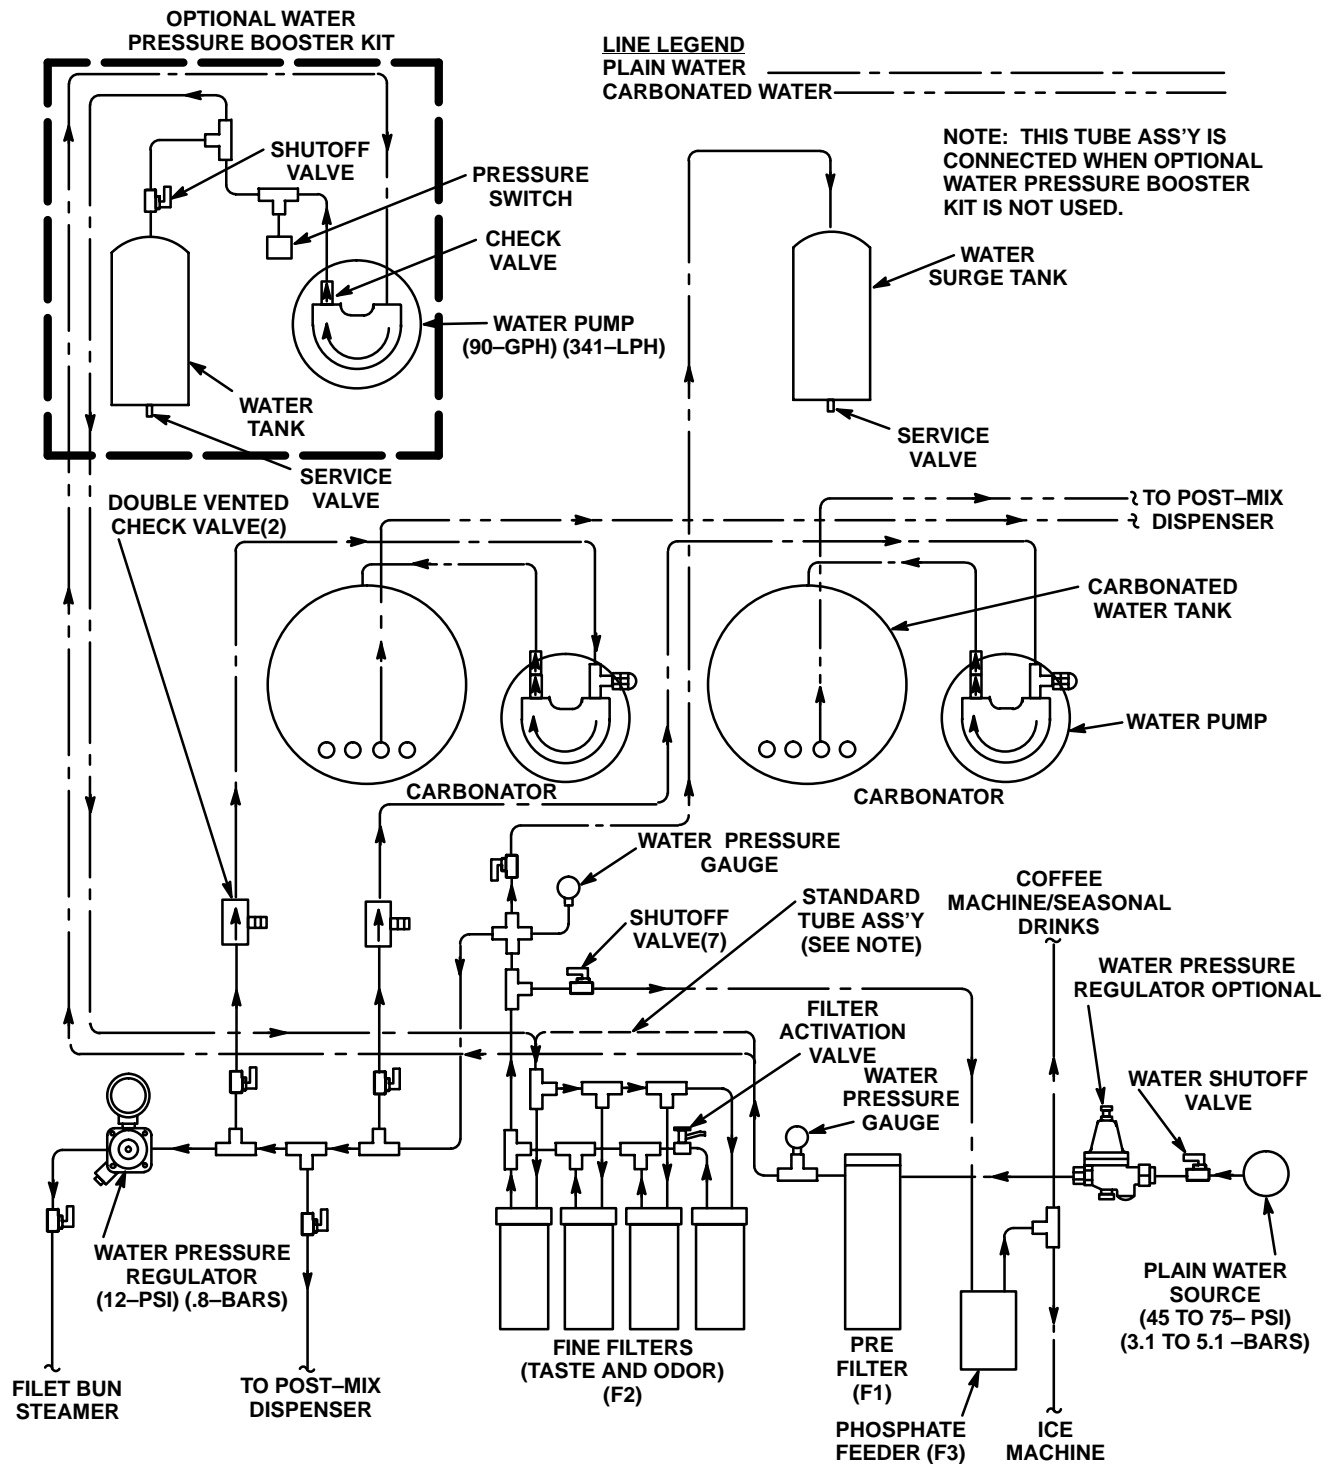 OPTIONAL WATER
PRESSURE BOOSTER KIT
LINE LEGEND
PLAIN WATER
CARBONATED WATER
NOTE: THIS TUBE ASS'Y IS
CONNECTED WHEN OPTIONAL
WATER PRESSURE BOOSTER
KIT IS NOT USED.
SHUTOFF
VALVE
PRESSURE
SWITCH
CHECK
VALVE
WATER PUMP
(90–GPH) (341–LPH)
WATER
TANK
SERVICE
VALVE
WATER
SURGE TANK
SERVICE
VALVE
DOUBLE VENTED
CHECK VALVE(2)
TO POST–MIX
DISPENSER
CARBONATED
WATER TANK
WATER PUMP
CARBONATOR
CARBONATOR
WATER PRESSURE
GAUGE
SHUTOFF
VALVE(7)
STANDARD
TUBE ASS'Y
(SEE NOTE)
COFFEE
MACHINE/SEASONAL
DRINKS
WATER PRESSURE
REGULATOR OPTIONAL
FILTER
ACTIVATION
VALVE
WATER
PRESSURE
GAUGE
WATER SHUTOFF
VALVE
WATER PRESSURE
REGULATOR
(12–PSI) (.8–BARS)
PLAIN WATER
SOURCE
(45 TO 75– PSI)
(3.1 TO 5.1 –BARS)
FINE FILTERS
(TASTE AND ODOR)
(F2)
PRE
FILTER
(F1)
FILET BUN
STEAMER
TO POST–MIX
DISPENSER
PHOSPHATE
FEEDER (F3)
ICE
MACHINE